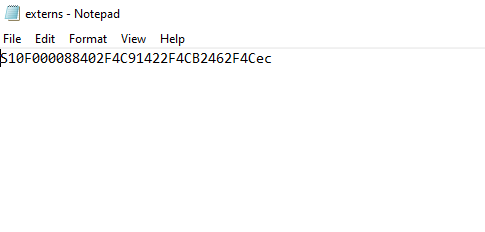 externs - Notepad
File Edit Format View Help
S10F000088402F4C91422F4CB2462F4Cec